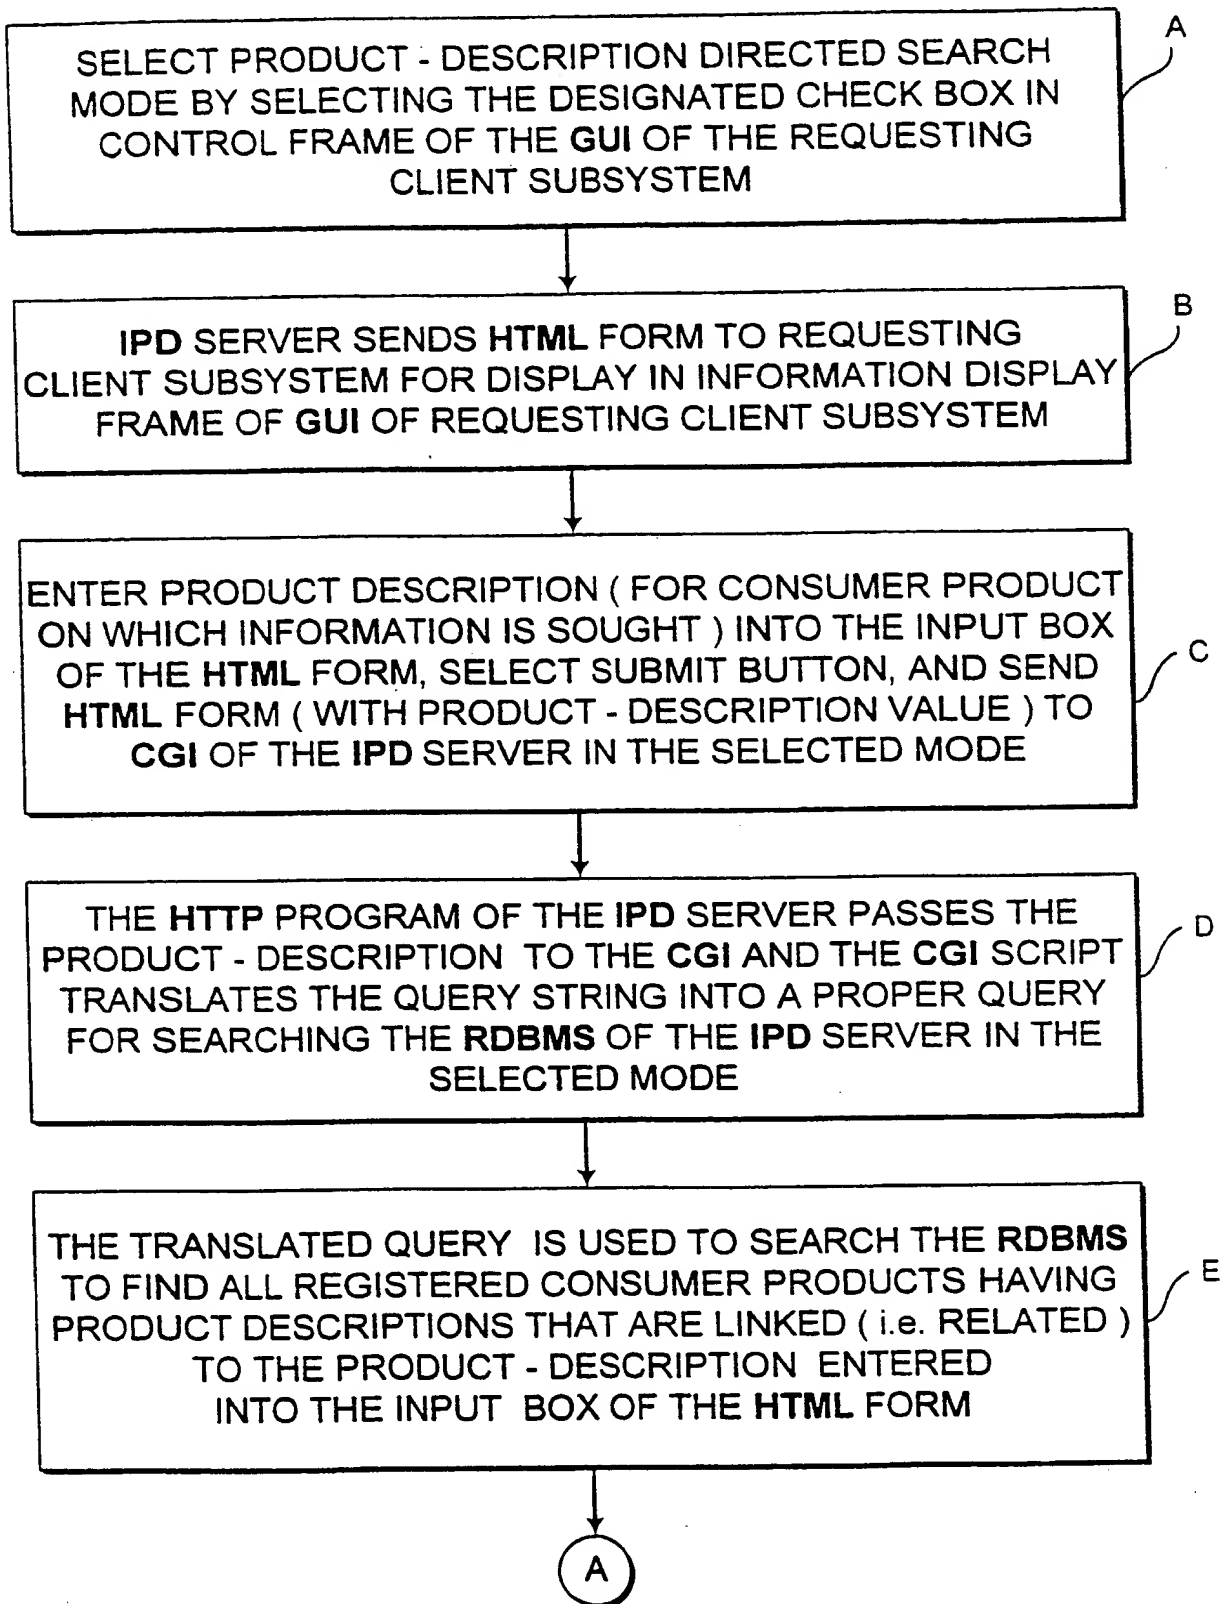 SELECT PRODUCT - DESCRIPTION DIRECTED SEARCH
MODE BY SELECTING THE DESIGNATED CHECK BOX IN
CONTROL FRAME OF THE GUI OF THE REQUESTING
CLIENT SUBSYSTEM
A
IPD SERVER SENDS HTML FORM TO REQUESTING
CLIENT SUBSYSTEM FOR DISPLAY IN INFORMATION DISPLAY
FRAME OF GUI OF REQUESTING CLIENT SUBSYSTEM
B
ENTER PRODUCT DESCRIPTION ( FOR CONSUMER PRODUCT
ON WHICH INFORMATION IS SOUGHT ) INTO THE INPUT BOX
OF THE HTML FORM, SELECT SUBMIT BUTTON, AND SEND
HTML FORM ( WITH PRODUCT - DESCRIPTION VALUE ) TO
CGI OF THE IPD SERVER IN THE SELECTED MODE
C
THE HTTP PROGRAM OF THE IPD SERVER PASSES THE
PRODUCT - DESCRIPTION TO THE CGI AND THE CGI SCRIPT
TRANSLATES THE QUERY STRING INTO A PROPER QUERY
FOR SEARCHING THE RDBMS OF THE IPD SERVER IN THE
SELECTED MODE
D
THE TRANSLATED QUERY IS USED TO SEARCH THE RDBMS
TO FIND ALL REGISTERED CONSUMER PRODUCTS HAVING
PRODUCT DESCRIPTIONS THAT ARE LINKED ( i.e. RELATED )
TO THE PRODUCT - DESCRIPTION ENTERED
INTO THE INPUT BOX OF THE HTML FORM
E
A